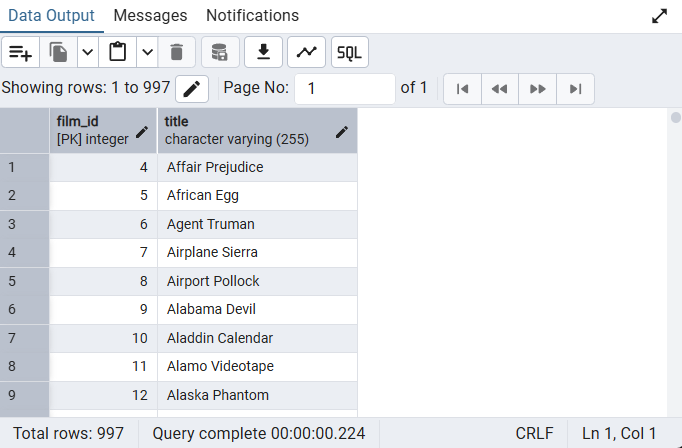 Data Output Messages Notifications
SQL
Showing rows: 1 to 997 Page No: 1 of 1
film_id title
[PK] integer character varying (255)
1 4 Affair Prejudice
2 5 African Egg
3 6 Agent Truman
4 7 Airplane Sierra
5 8 Airport Pollock
6 9 Alabama Devil
7 10 Aladdin Calendar
8 11 Alamo Videotape
9 12 Alaska Phantom
Total rows: 997 Query complete 00:00:00.224 CRLF Ln 1, Col 1